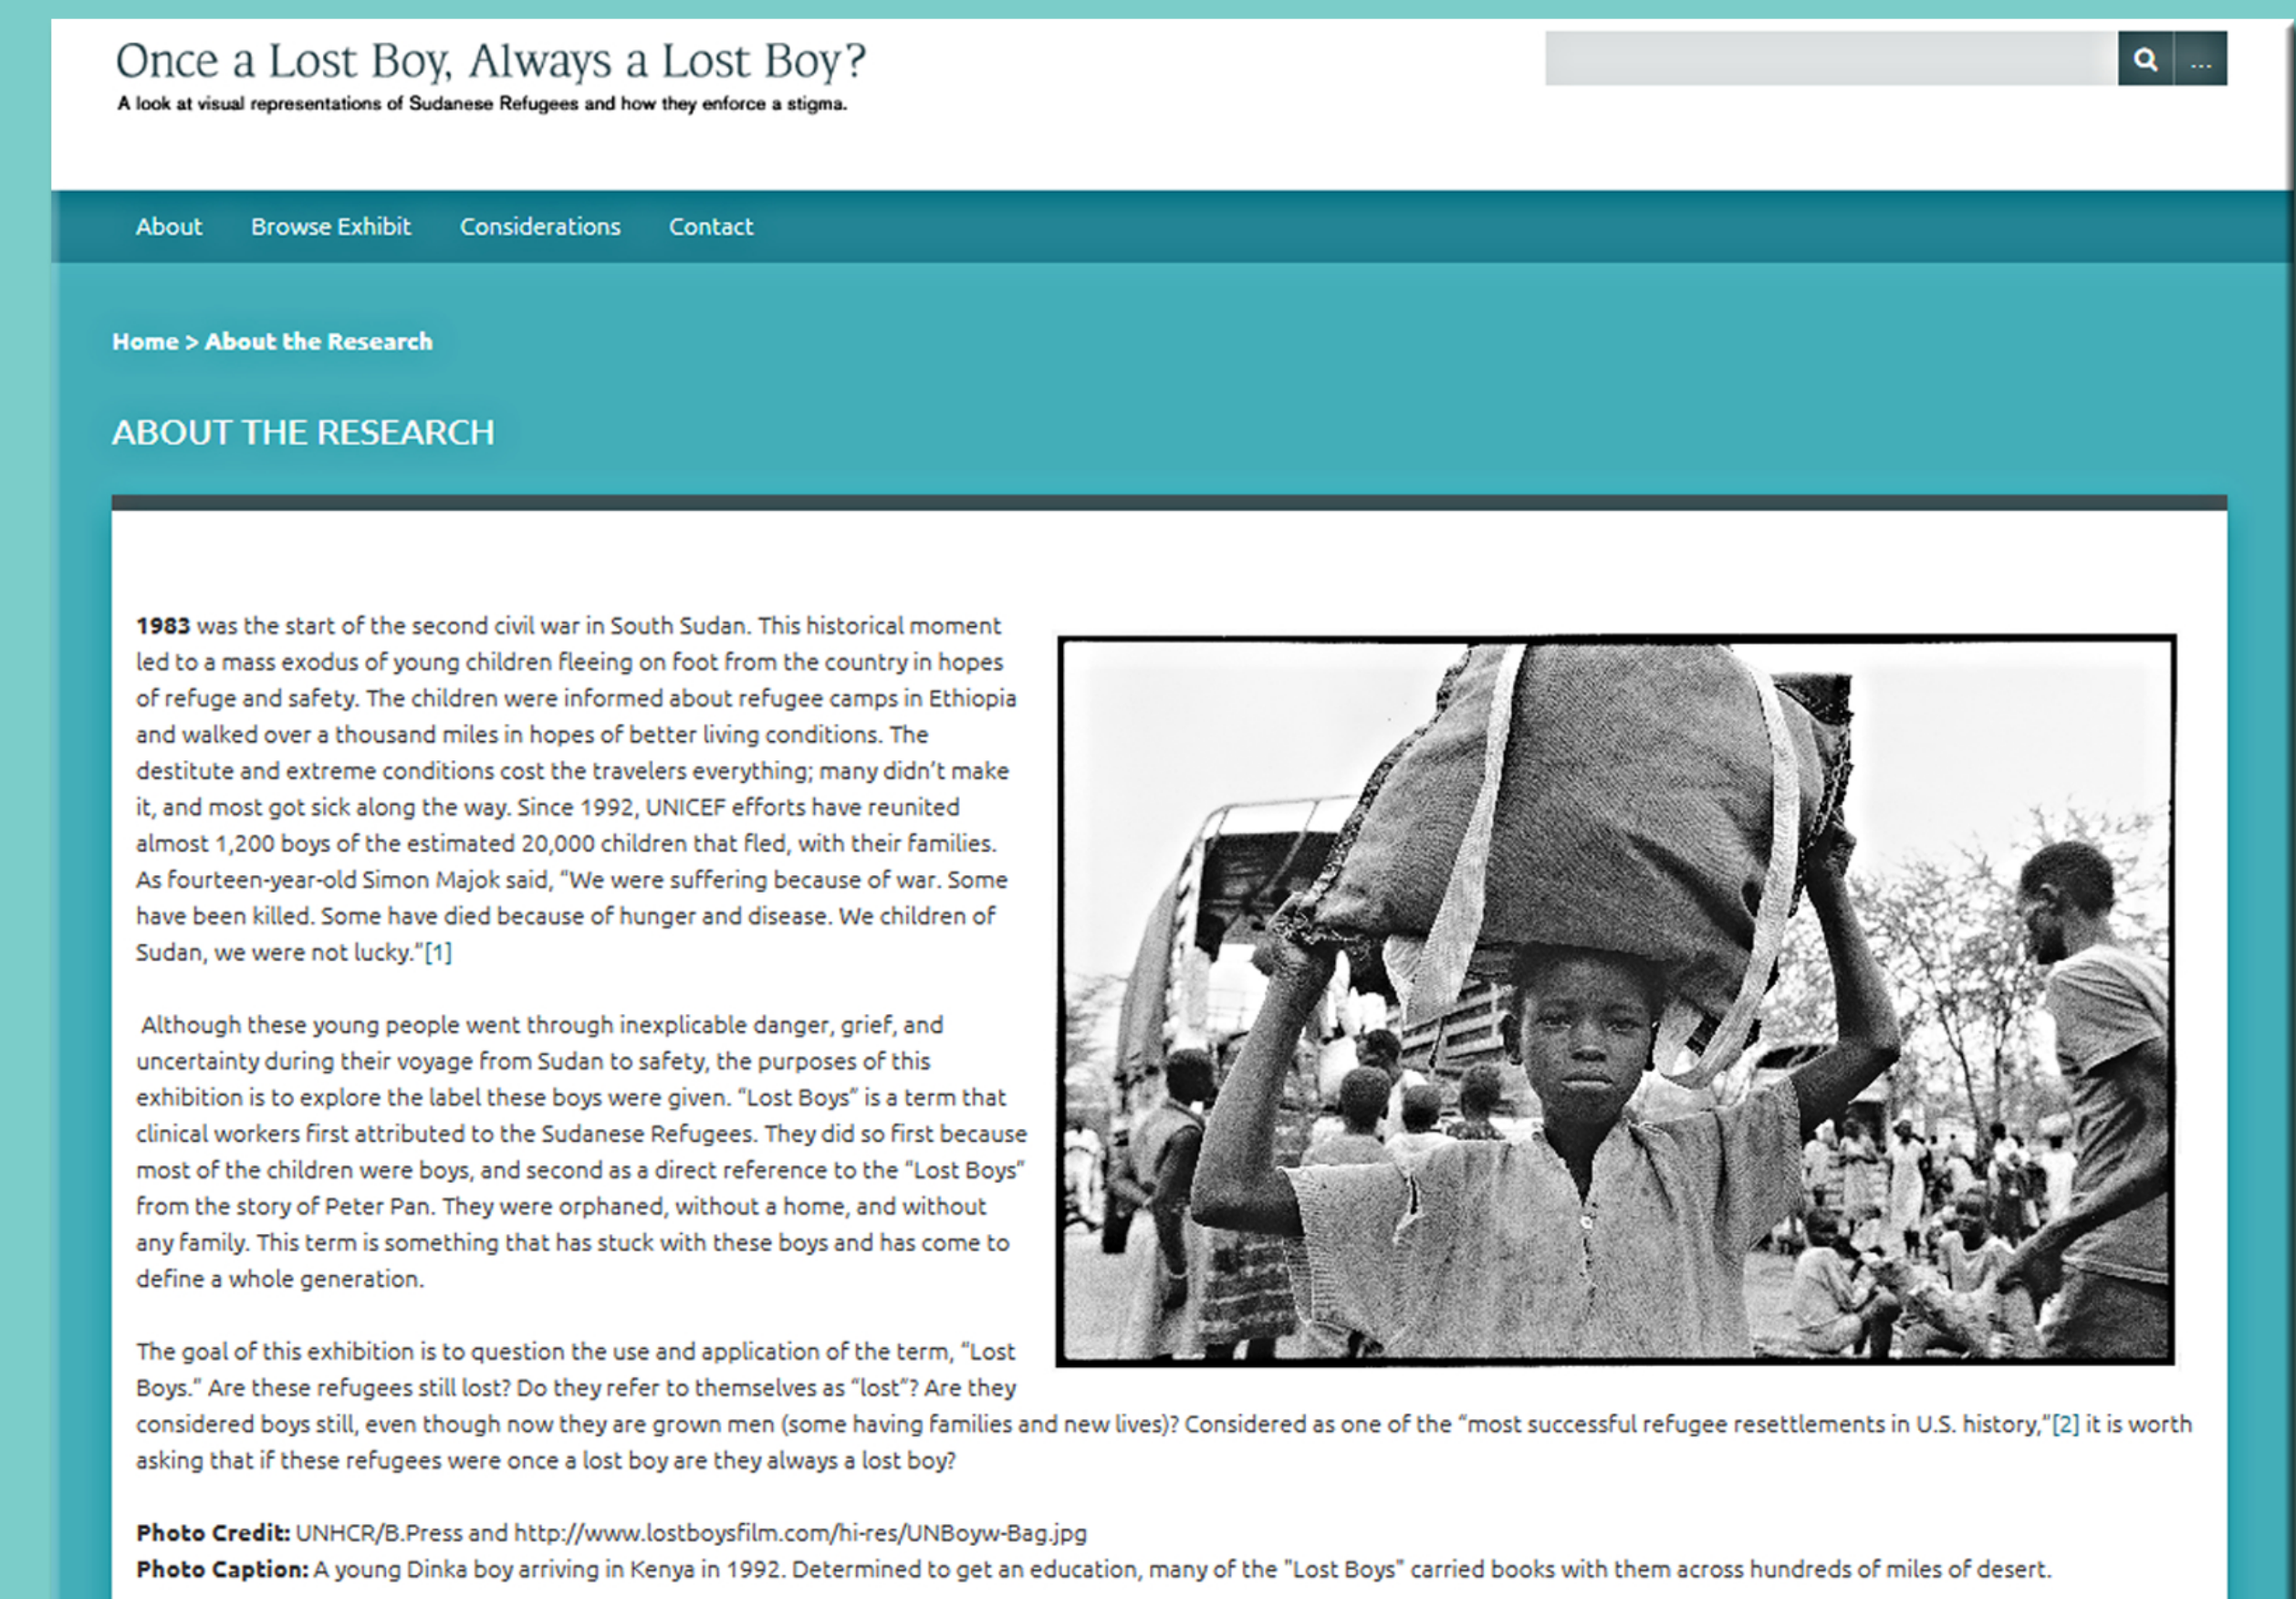 Once a Lost Boy, Always a Lost Boy?
A look at visual representations of Sudanese Refugees and how they enforce a stigma.
...
About Browse Exhibit Considerations Contact
Home > About the Research
ABOUT THE RESEARCH
1983 was the start of the second civil war in South Sudan. This historical moment
led to a mass exodus of young children fleeing on foot from the country in hopes
of refuge and safety. The children were informed about refugee camps in Ethiopia
and walked over a thousand miles in hopes of better living conditions. The
destitute and extreme conditions cost the travelers everything; many didn't make
it, and most got sick along the way. Since 1992, UNICEF efforts have reunited
almost 1,200 boys of the estimated 20,000 children that fled, with their families.
As fourteen-year-old Simon Majok said, “We were suffering because of war. Some
have been killed. Some have died because of hunger and disease. We children of
Sudan, we were not lucky.”[1]
Although these young people went through inexplicable danger, grief, and
uncertainty during their voyage from Sudan to safety, the purposes of this
exhibition is to explore the label these boys were given. “Lost Boys” is a term that
clinical workers first attributed to the Sudanese Refugees. They did so first because
most of the children were boys, and second as a direct reference to the “Lost Boys”
from the story of Peter Pan. They were orphaned, without a home, and without
any family. This term is something that has stuck with these boys and has come to
define a whole generation.
The goal of this exhibition is to question the use and application of the term, “Lost
Boys.” Are these refugees still lost? Do they refer to themselves as “lost”? Are they
considered boys still, even though now they are grown men (some having families and new lives)? Considered as one of the “most successful refugee resettlements in U.S. history,”[2] it is worth
asking that if these refugees were once a lost boy are they always a lost boy?
Photo Credit: UNHCR/B.Press and http://www.lostboysfilm.com/hi-res/UNBoyw-Bag.jpg
Photo Caption: A young Dinka boy arriving in Kenya in 1992. Determined to get an education, many of the "Lost Boys" carried books with them across hundreds of miles of desert.